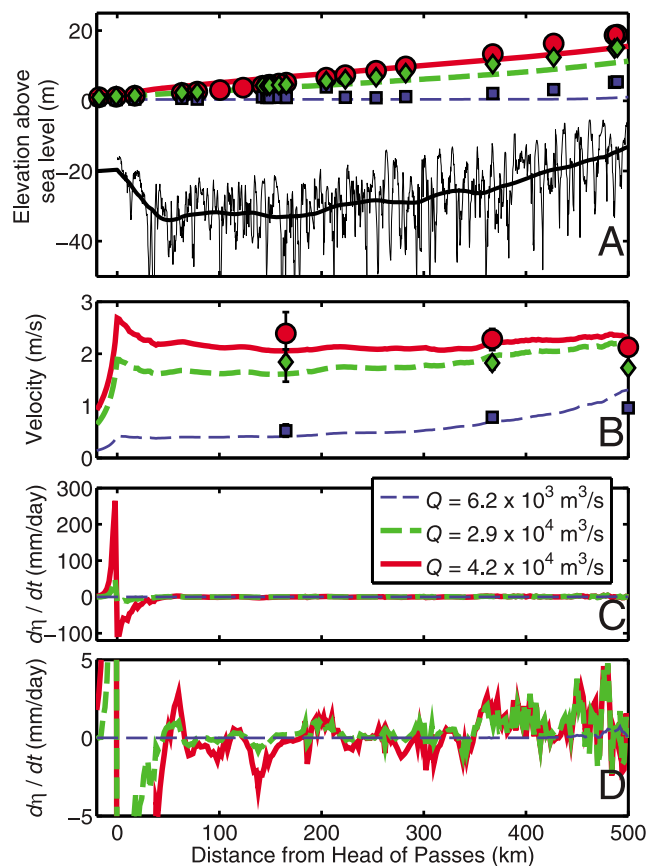 20
0
−20
−40
Elevation above
sea level (m)
A
3
2
1
0
Velocity (m/s)
B
300
200
100
0
−100
dη / dt (mm/day)
Q = 6.2 x 10³ m³/s
Q = 2.9 x 10⁴ m³/s
Q = 4.2 x 10⁴ m³/s
C
5
0
−5
dη / dt (mm/day)
D
0 100 200 300 400 500
Distance from Head of Passes (km)